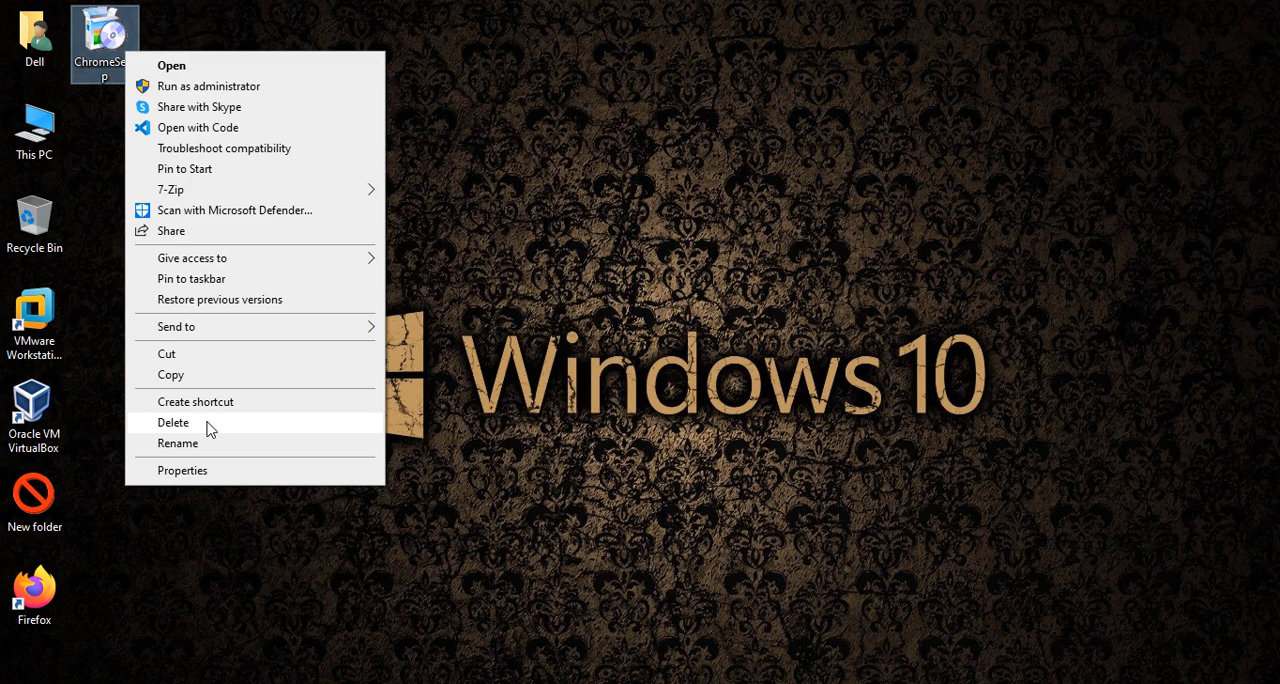 Dell
This PC
Recycle Bin
VMware
Workstati...
Oracle VM
VirtualBox
New folder
Firefox
ChromeSe
p
Open
Run as administrator
Share with Skype
Open with Code
Troubleshoot compatibility
Pin to Start
7-Zip
Scan with Microsoft Defender...
Share
Give access to
Pin to taskbar
Restore previous versions
Send to
Cut
Copy
Create shortcut
Delete
Rename
Properties
Windows 10